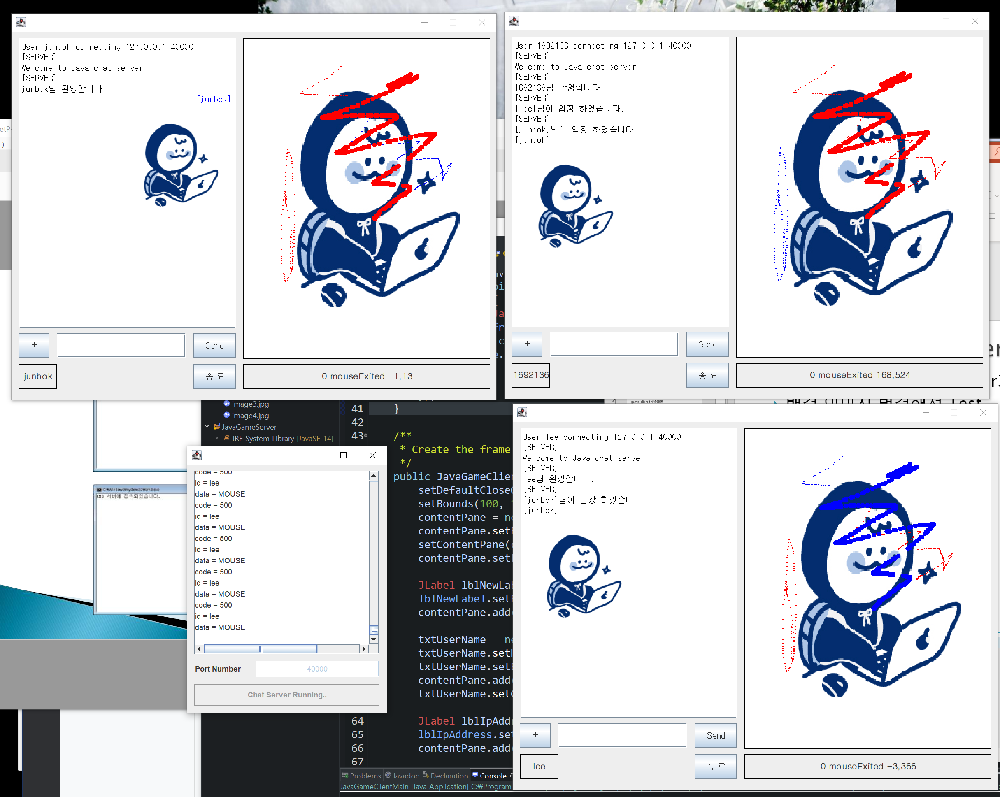 User junbok connecting 127.0.0.1 40000
[SERVER]
Welcome to Java chat server
[SERVER]
junbok님 환영합니다.
[junbok]
+
Send
junbok
종 료
0 mouseExited -1,13
User 1692136 connecting 127.0.0.1 40000
[SERVER]
Welcome to Java chat server
[SERVER]
1692136님 환영합니다.
[SERVER]
[lee]님이 입장 하였습니다.
[SERVER]
[junbok]님이 입장 하였습니다.
[junbok]
+
Send
1692136
종 료
0 mouseExited 168,524
image3.jpg
image4.jpg
JavaGameServer
JRE System Library [JavaSE-14]
C:₩Windows₩system32₩cmd.exe
[X] 서버에 접속되었습니다.
code = 500
id = lee
data = MOUSE
code = 500
id = lee
data = MOUSE
code = 500
id = lee
data = MOUSE
code = 500
id = lee
data = MOUSE
code = 500
id = lee
data = MOUSE
Port Number
40000
Chat Server Running..
41 }
42
43 /**
* Create the frame
*/
public JavaGameClie
setDefaultClose
setBounds(100,
contentPane = n
contentPane.set
setContentPane(
contentPane.set
JLabel lblNewLa
lblNewLabel.set
contentPane.add
txtUserName = n
txtUserName.set
txtUserName.set
contentPane.add
txtUserName.set
64 JLabel lblIpAdd
65 lblIpAddress.se
66 contentPane.add
67
Problems
Javadoc
Declaration
Console
JavaGameClientMain [Java Application] C:₩Program
4
game_client2 실습화면
User lee connecting 127.0.0.1 40000
[SERVER]
Welcome to Java chat server
[SERVER]
lee님 환영합니다.
[SERVER]
[junbok]님이 입장 하였습니다.
[junbok]
+
Send
lee
종 료
0 mouseExited -3,366